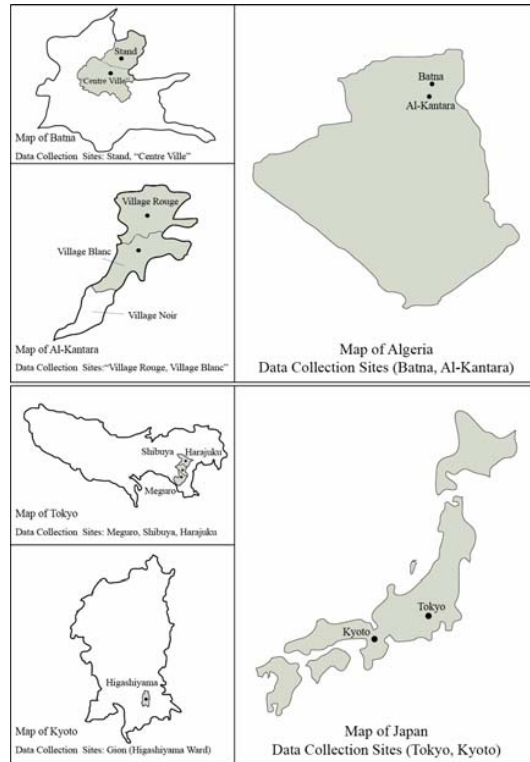 Stand
Centre Ville"
Map of Batna
Data Collection Sites: Stand, "Centre Ville"
Village Rouge
Village Blanc
Village Noir
Map of Al-Kantara
Data Collection Sites:"Village Rouge, Village Blanc"
Batna
Al-Kantara
Map of Algeria
Data Collection Sites (Batna, Al-Kantara)
Shibuya Harajuku
Meguro
Map of Tokyo
Data Collection Sites: Meguro, Shibuya, Harajuku
Higashiyama
Map of Kyoto
Data Collection Sites: Gion (Higashiyama Ward)
Tokyo
Kyoto
Map of Japan
Data Collection Sites (Tokyo, Kyoto)